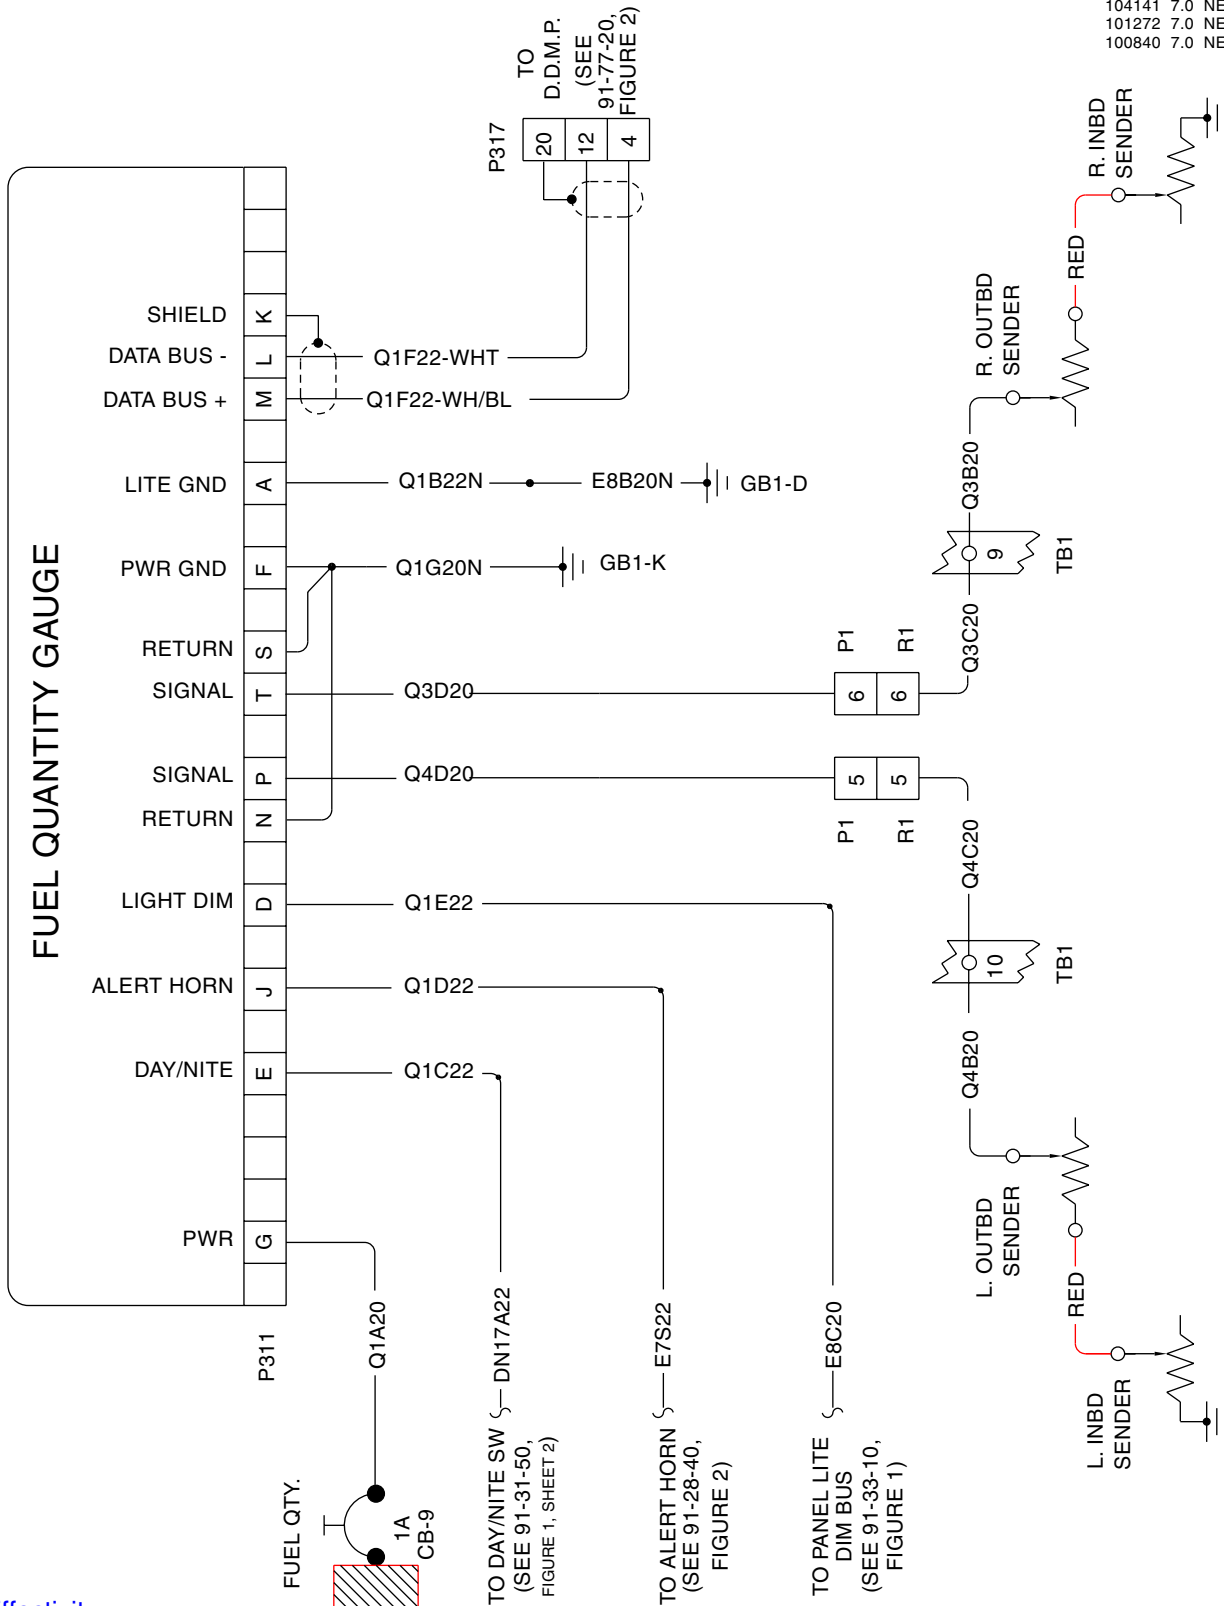 104141 7.0 NE
101272 7.0 NE
100840 7.0 NE
FUEL QUANTITY GAUGE
P311
SHIELD
K
DATA BUS -
L
Q1F22-WHT
DATA BUS +
M
Q1F22-WH/BL
LITE GND
A
Q1B22N
E8B20N
GB1-D
PWR GND
F
Q1G20N
GB1-K
RETURN
S
SIGNAL
T
Q3D20
SIGNAL
P
Q4D20
RETURN
N
LIGHT DIM
D
Q1E22
ALERT HORN
J
Q1D22
DAY/NITE
E
Q1C22
PWR
G
Q1A20
P317
20
12
4
TO
D.D.M.P.
(SEE
91-77-20,
FIGURE 2)
P1
R1
6
6
Q3C20
9
TB1
Q3B20
R. OUTBD
SENDER
RED
R. INBD
SENDER
5
5
P1
R1
Q4C20
10
TB1
Q4B20
L. OUTBD
SENDER
RED
L. INBD
SENDER
FUEL QTY.
1A
CB-9
DN17A22
TO DAY/NITE SW
(SEE 91-31-50,
FIGURE 1, SHEET 2)
E7S22
TO ALERT HORN
(SEE 91-28-40,
FIGURE 2)
E8C20
TO PANEL LITE
DIM BUS
(SEE 91-33-10,
FIGURE 1)